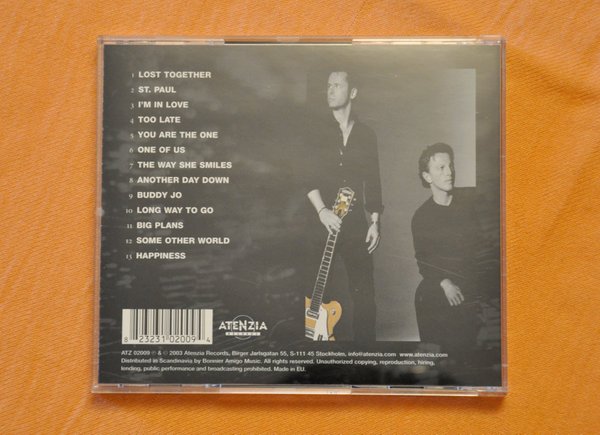 1 LOST TOGETHER
2 ST. PAUL
3 I'M IN LOVE
4 TOO LATE
5 YOU ARE THE ONE
6 ONE OF US
7 THE WAY SHE SMILES
8 ANOTHER DAY DOWN
9 BUDDY JO
10 LONG WAY TO GO
11 BIG PLANS
12 SOME OTHER WORLD
13 HAPPINESS
8 23231 02009 4
ATENZIA
RECORDS
ATZ 02009 ℗ & © 2003 Atenzia Records, Birger Jarlsgatan 55, S-111 45 Stockholm, info@atenzia.com www.atenzia.com
Distributed in Scandinavia by Bonnier Amigo Music. All rights reserved. Unauthorized copying, reproduction, hiring,
lending, public performance and broadcasting prohibited. Made in EU.